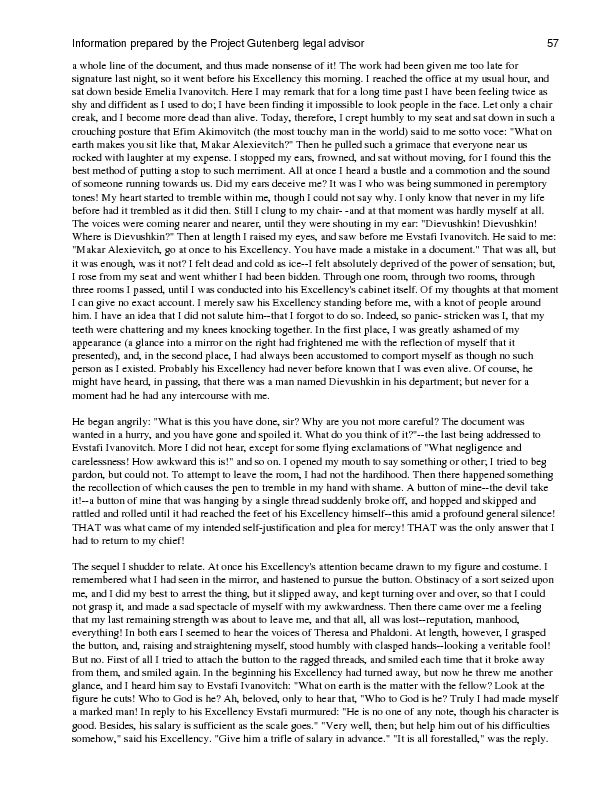 Information prepared by the Project Gutenberg legal advisor 57
a whole line of the document, and thus made nonsense of it! The work had been given me too late for
signature last night, so it went before his Excellency this morning. I reached the office at my usual hour, and
sat down beside Emelia Ivanovitch. Here I may remark that for a long time past I have been feeling twice as
shy and diffident as I used to do; I have been finding it impossible to look people in the face. Let only a chair
creak, and I become more dead than alive. Today, therefore, I crept humbly to my seat and sat down in such a
crouching posture that Efim Akimovitch (the most touchy man in the world) said to me sotto voce: "What on
earth makes you sit like that, Makar Alexievitch?" Then he pulled such a grimace that everyone near us
rocked with laughter at my expense. I stopped my ears, frowned, and sat without moving, for I found this the
best method of putting a stop to such merriment. All at once I heard a bustle and a commotion and the sound
of someone running towards us. Did my ears deceive me? It was I who was being summoned in peremptory
tones! My heart started to tremble within me, though I could not say why. I only know that never in my life
before had it trembled as it did then. Still I clung to my chair- -and at that moment was hardly myself at all.
The voices were coming nearer and nearer, until they were shouting in my ear: "Dievushkin! Dievushkin!
Where is Dievushkin?" Then at length I raised my eyes, and saw before me Evstafi Ivanovitch. He said to me:
"Makar Alexievitch, go at once to his Excellency. You have made a mistake in a document." That was all, but
it was enough, was it not? I felt dead and cold as ice--I felt absolutely deprived of the power of sensation; but,
I rose from my seat and went whither I had been bidden. Through one room, through two rooms, through
three rooms I passed, until I was conducted into his Excellency's cabinet itself. Of my thoughts at that moment
I can give no exact account. I merely saw his Excellency standing before me, with a knot of people around
him. I have an idea that I did not salute him--that I forgot to do so. Indeed, so panic- stricken was I, that my
teeth were chattering and my knees knocking together. In the first place, I was greatly ashamed of my
appearance (a glance into a mirror on the right had frightened me with the reflection of myself that it
presented), and, in the second place, I had always been accustomed to comport myself as though no such
person as I existed. Probably his Excellency had never before known that I was even alive. Of course, he
might have heard, in passing, that there was a man named Dievushkin in his department; but never for a
moment had he had any intercourse with me.
He began angrily: "What is this you have done, sir? Why are you not more careful? The document was
wanted in a hurry, and you have gone and spoiled it. What do you think of it?"--the last being addressed to
Evstafi Ivanovitch. More I did not hear, except for some flying exclamations of "What negligence and
carelessness! How awkward this is!" and so on. I opened my mouth to say something or other; I tried to beg
pardon, but could not. To attempt to leave the room, I had not the hardihood. Then there happened something
the recollection of which causes the pen to tremble in my hand with shame. A button of mine--the devil take
it!--a button of mine that was hanging by a single thread suddenly broke off, and hopped and skipped and
rattled and rolled until it had reached the feet of his Excellency himself--this amid a profound general silence!
THAT was what came of my intended self-justification and plea for mercy! THAT was the only answer that I
had to return to my chief!
The sequel I shudder to relate. At once his Excellency's attention became drawn to my figure and costume. I
remembered what I had seen in the mirror, and hastened to pursue the button. Obstinacy of a sort seized upon
me, and I did my best to arrest the thing, but it slipped away, and kept turning over and over, so that I could
not grasp it, and made a sad spectacle of myself with my awkwardness. Then there came over me a feeling
that my last remaining strength was about to leave me, and that all, all was lost--reputation, manhood,
everything! In both ears I seemed to hear the voices of Theresa and Phaldoni. At length, however, I grasped
the button, and, raising and straightening myself, stood humbly with clasped hands--looking a veritable fool!
But no. First of all I tried to attach the button to the ragged threads, and smiled each time that it broke away
from them, and smiled again. In the beginning his Excellency had turned away, but now he threw me another
glance, and I heard him say to Evstafi Ivanovitch: "What on earth is the matter with the fellow? Look at the
figure he cuts! Who to God is he? Ah, beloved, only to hear that, "Who to God is he? Truly I had made myself
a marked man! In reply to his Excellency Evstafi murmured: "He is no one of any note, though his character is
good. Besides, his salary is sufficient as the scale goes." "Very well, then; but help him out of his difficulties
somehow," said his Excellency. "Give him a trifle of salary in advance." "It is all forestalled," was the reply.